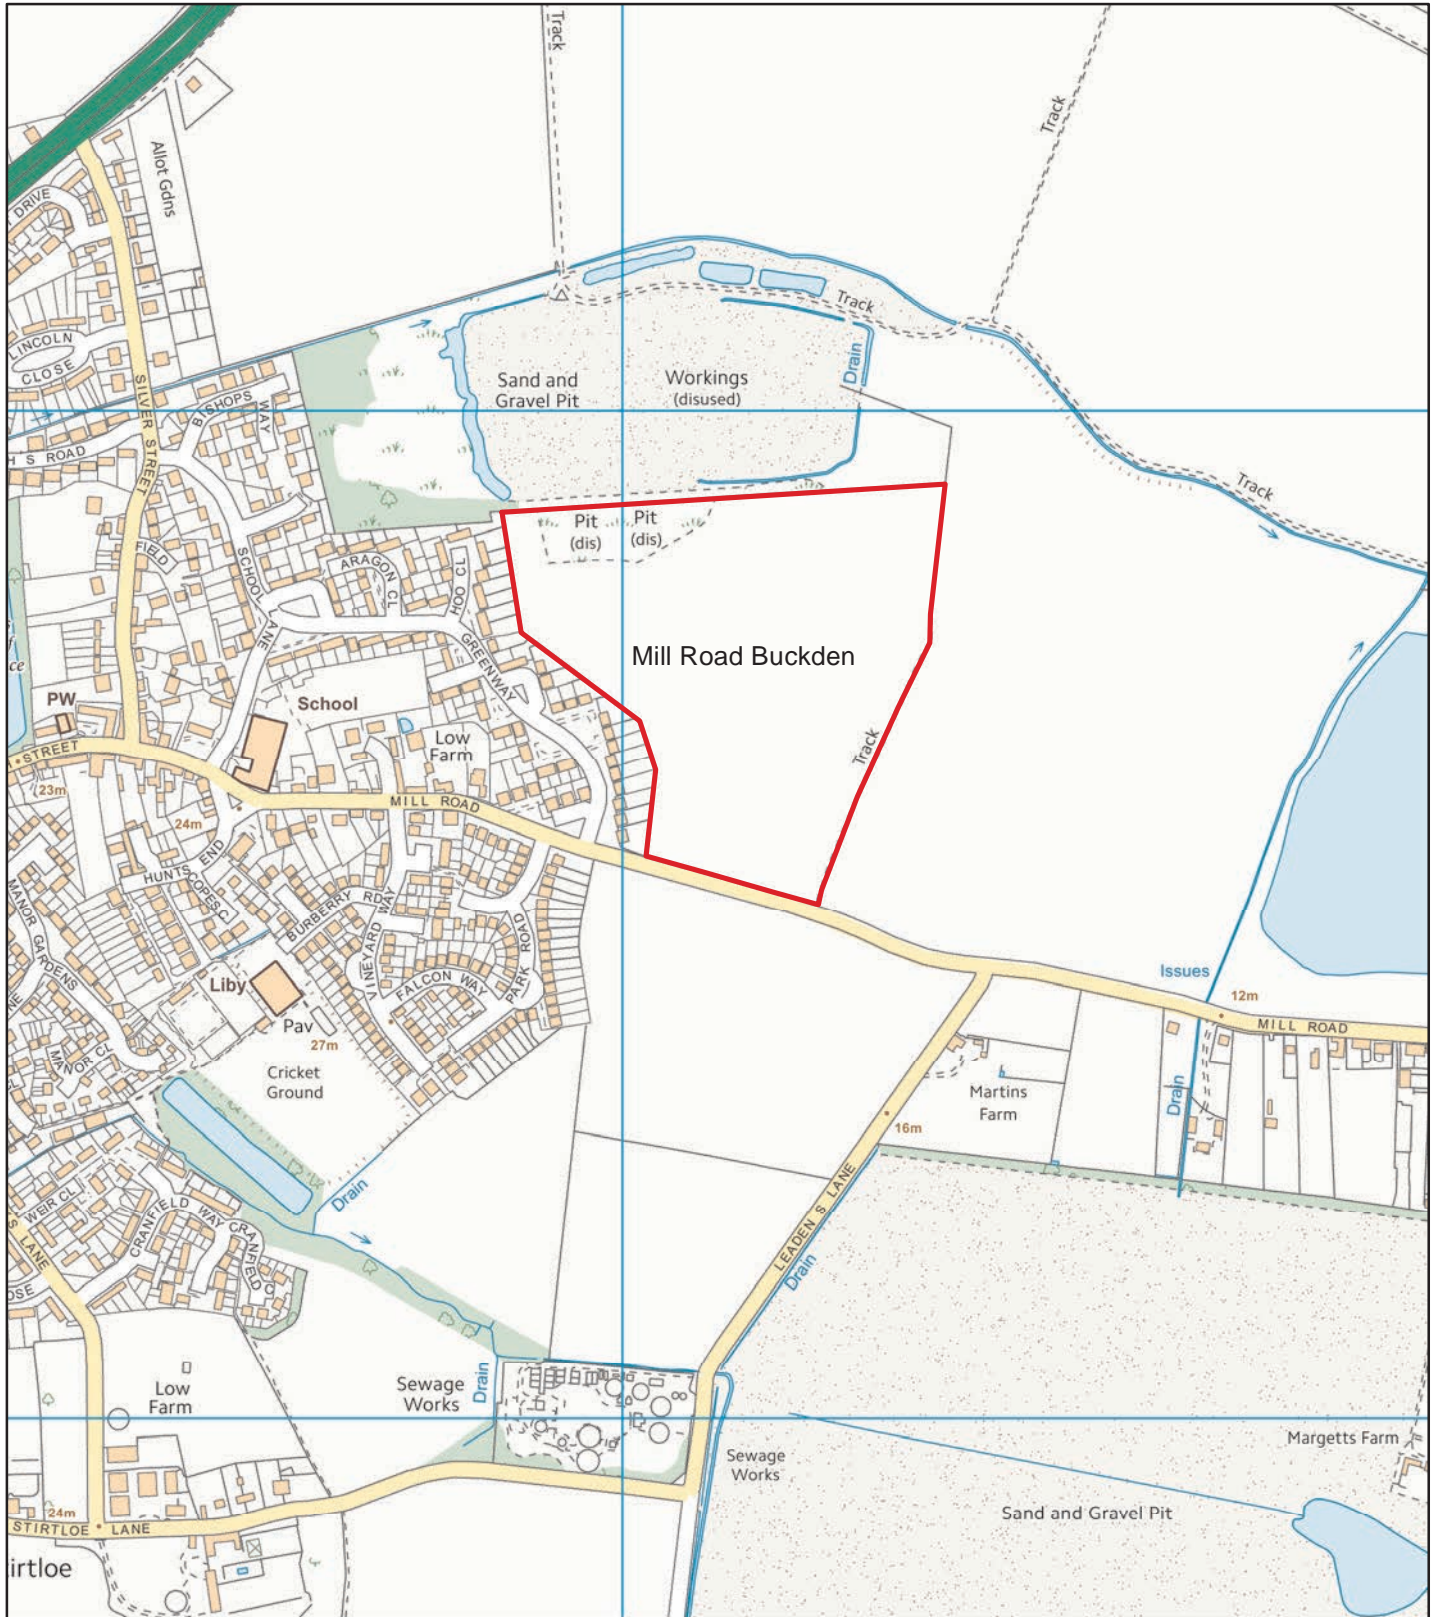 Track
Track
Allot Gdns
DRIVE
LINCOLN
CLOSE
SILVER STREET
BISHOPS
WAY
H'S ROAD
Sand and
Gravel Pit
Workings
(disused)
Track
Drain
Track
Pit
(dis)
Pit
(dis)
FIELD
SCHOOL LANE
ARAGON
CL
HOO CL
GREENWAY
Mill Road Buckden
ce
PW
School
Low
Farm
STREET
23m
24m
MILL ROAD
Track
HUNTS END
COPES C
MANOR GARDENS
BURBERRY RD
VINEYARD WAY
FALCON WAY
PARK ROAD
Liby
Pav
27m
Cricket
Ground
MANOR CL
NE
CL
Issues
12m
MILL ROAD
Martins
Farm
Drain
16m
WEIR CL
CRANFIELD WAY
CRANFIELD C
S LANE
OSE
Drain
LEADEN S LANE
Drain
Low
Farm
Sewage
Works
Drain
Sewage
Works
Margetts Farm
Sand and Gravel Pit
24m
STIRTLOE LANE
irtloe